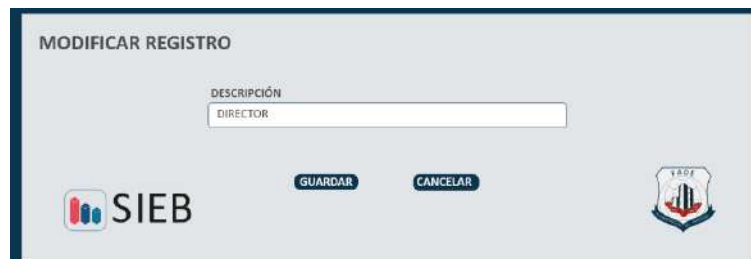 MODIFICAR REGISTRO
DESCRIPCIÓN
DIRECTOR
GUARDAR
CANCELAR
SIEB